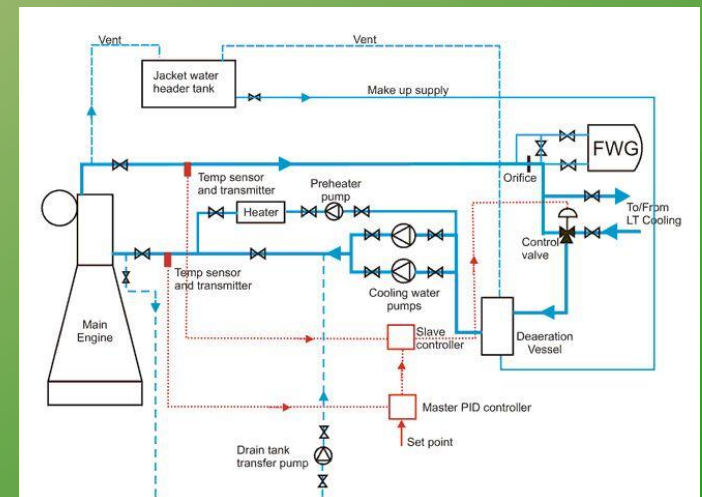 Vent
Vent
Jacket water
header tank
Make up supply
FWG
Temp sensor
and transmitter
Preheater
pump
Orifice
Heater
To/From
LT Cooling
Control
valve
Temp sensor
and transmitter
Cooling water
pumps
Main
Engine
Slave
controller
Deaeration
Vessel
Master PID controller
Set point
Drain tank
transfer pump